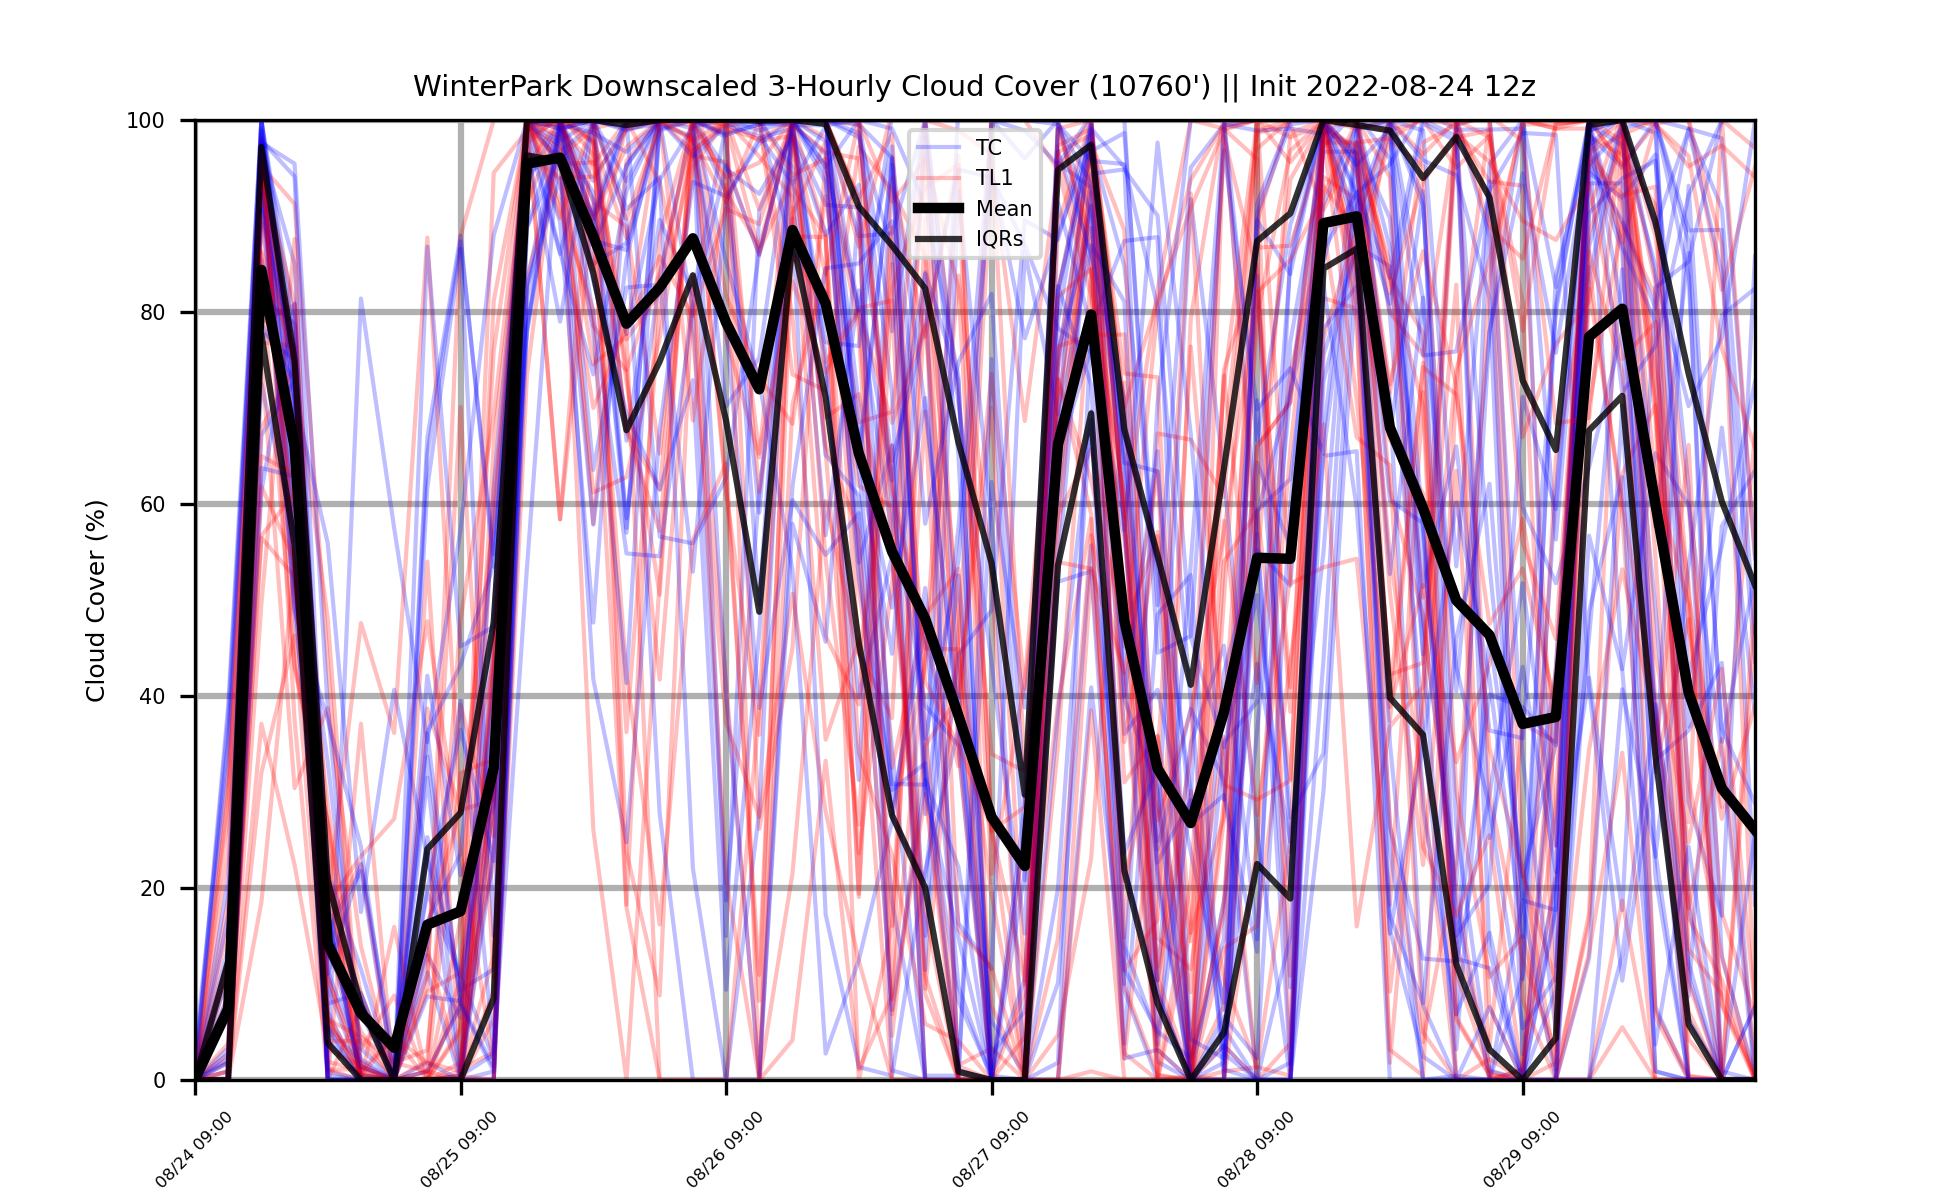 WinterPark Downscaled 3-Hourly Cloud Cover (10760') || Init 2022-08-24 12z
TC
TL1
Mean
IQRs
Cloud Cover (%)
100
80
60
40
20
0
08/24 09:00
08/25 09:00
08/26 09:00
08/27 09:00
08/28 09:00
08/29 09:00